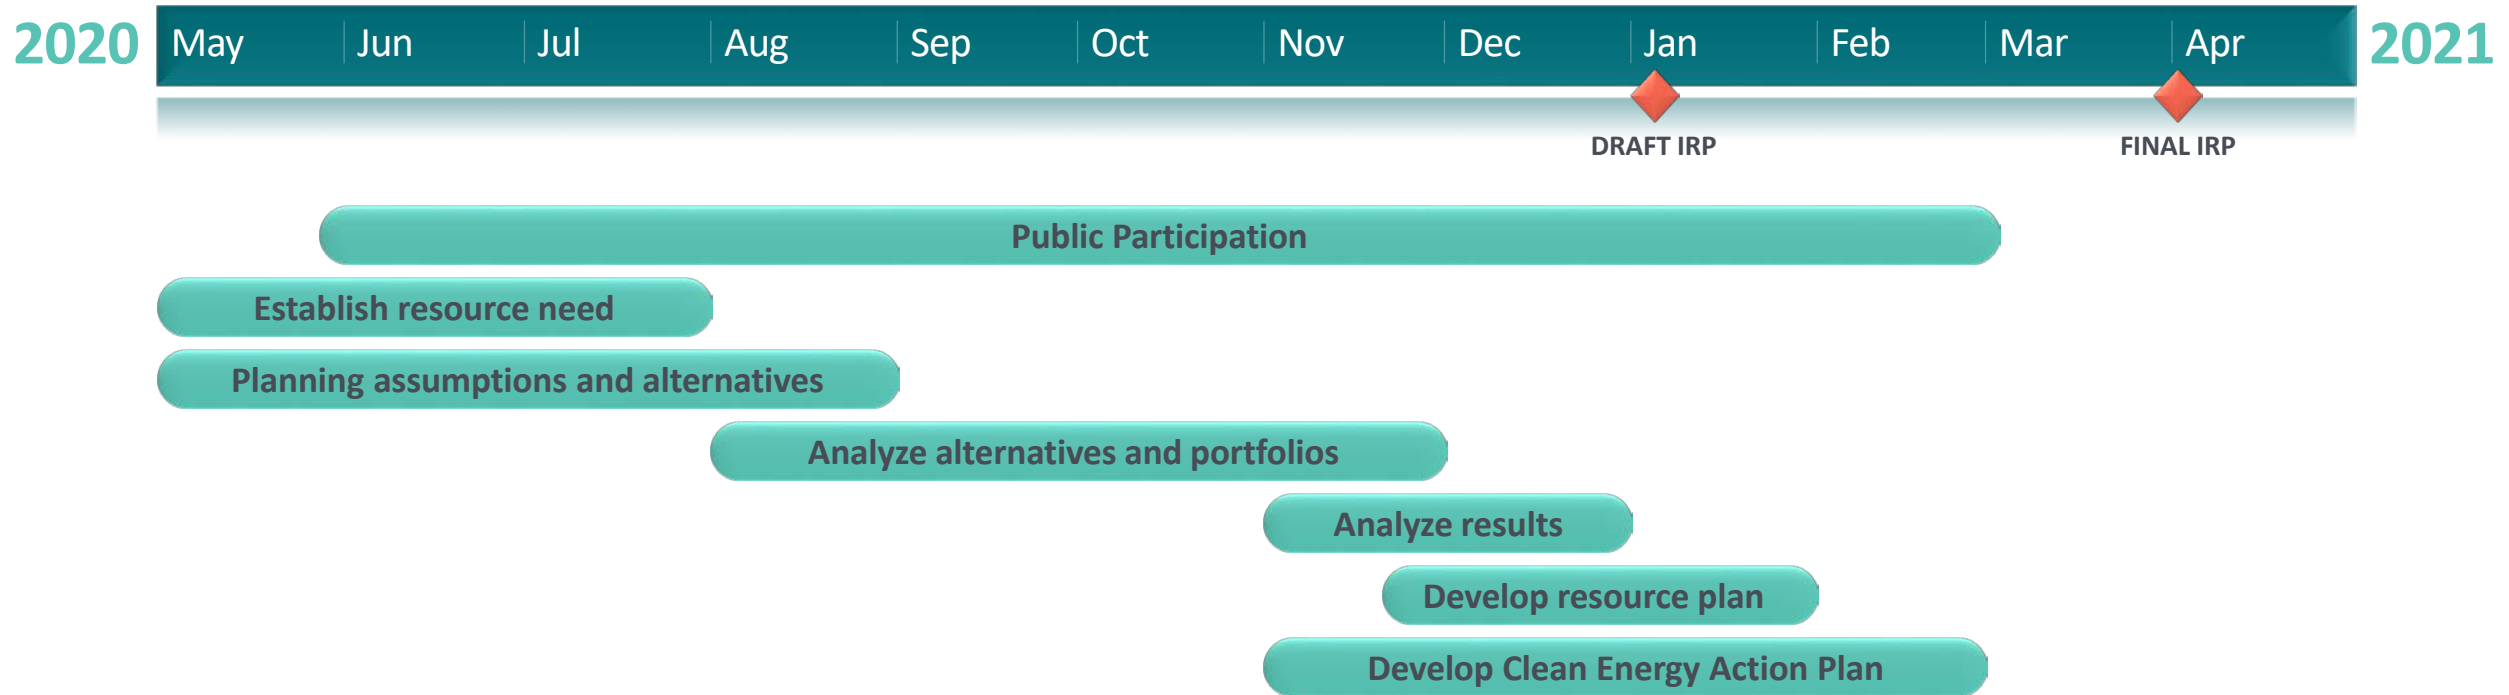 2020 May Jun Jul Aug Sep Oct Nov Dec Jan Feb Mar Apr 2021
DRAFT IRP FINAL IRP
Public Participation
Establish resource need
Planning assumptions and alternatives
Analyze alternatives and portfolios
Analyze results
Develop resource plan
Develop Clean Energy Action Plan